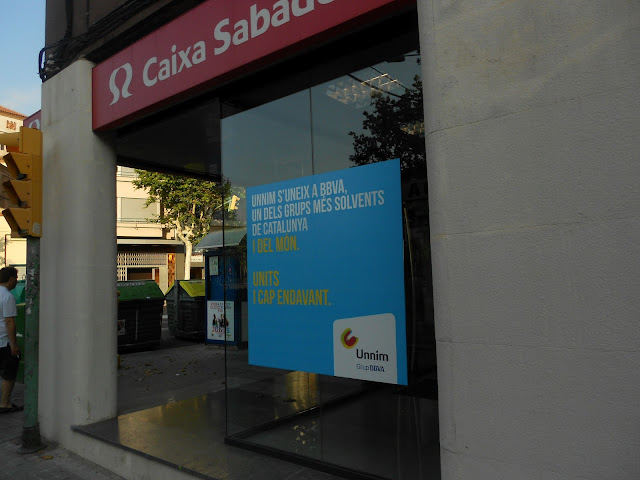 Caixa Sabade
UNNIM S'UNEIX A BBVA,
UN DELS GRUPS MÉS SOLVENTS
DE CATALUNYA
I DEL MÓN.
UNITS
I CAP ENDAVANT.
Unnim
Grup BBVA